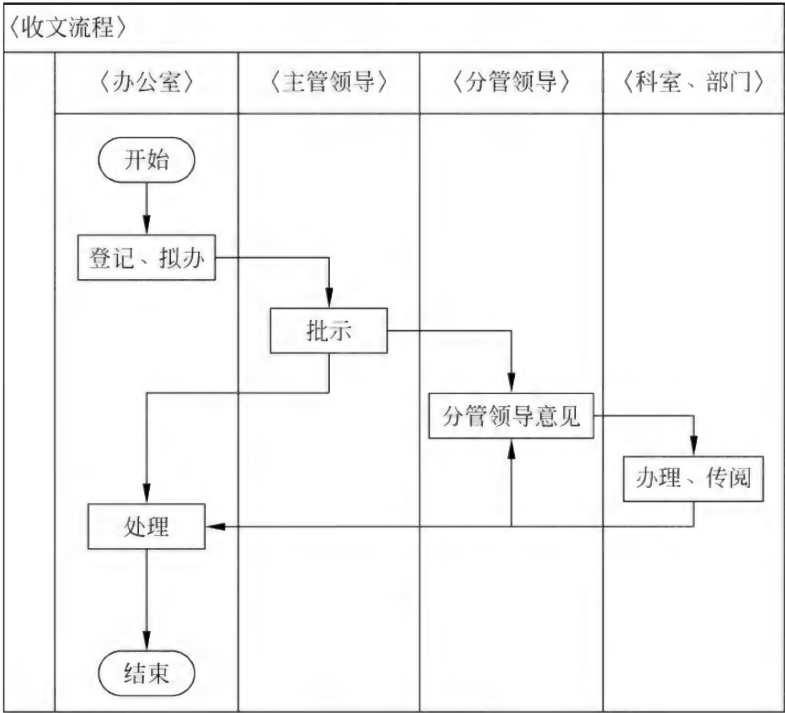 〈收文流程〉
〈办公室〉 〈主管领导〉 〈分管领导〉 〈科室、部门〉
开始
登记、拟办
批示
分管领导意见
办理、传阅
处理
结束